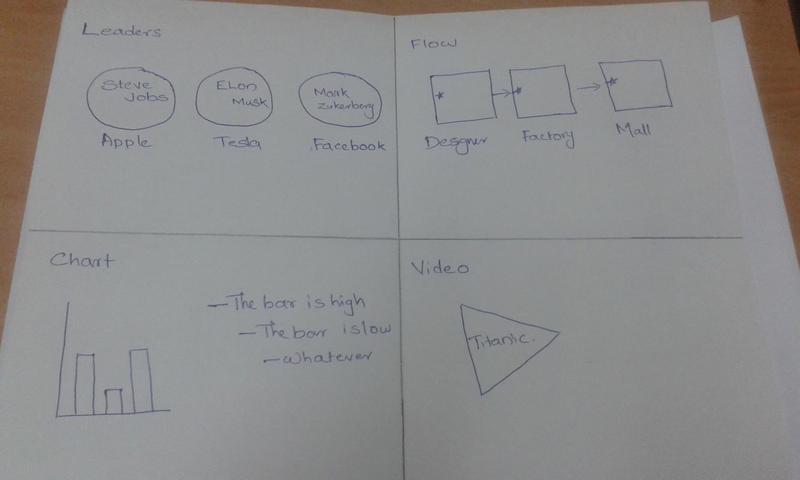 Leaders
Steve
Jobs
ELon
Musk
Mark
Zukerberg
Apple
Tesla
Facebook
Flow
Designer
Factory
Mall
Chart
- The bar is high
- The bar is low
- whatever
Video
Titanic.